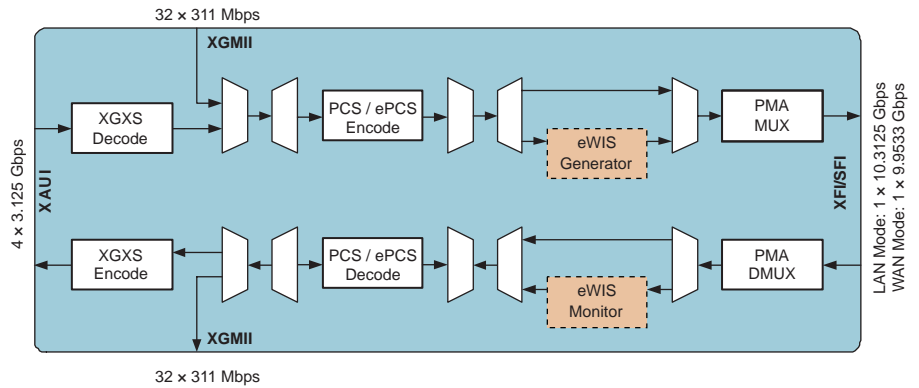 32 × 311 Mbps
XGMII
XGXS
Decode
PCS / ePCS
Encode
eWIS
Generator
PMA
MUX
4 × 3.125 Gbps
XAUI
XFI/SFI
LAN Mode: 1 × 10.3125 Gbps
WAN Mode: 1 × 9.9533 Gbps
XGXS
Encode
PCS / ePCS
Decode
eWIS
Monitor
PMA
DMUX
XGMII
32 × 311 Mbps